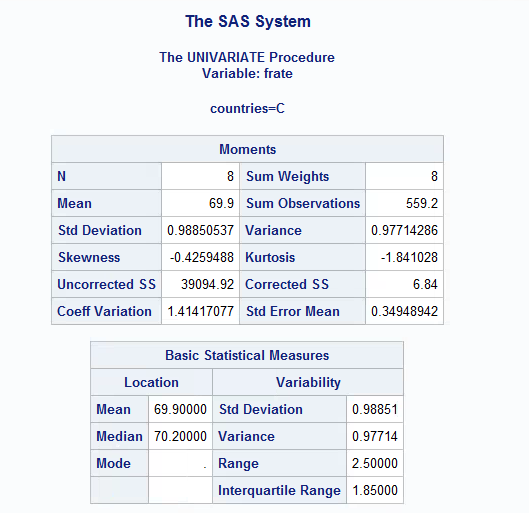 The SAS System
The UNIVARIATE Procedure
Variable: frate
countries=C
Moments
N 8 Sum Weights 8
Mean 69.9 Sum Observations 559.2
Std Deviation 0.98850537 Variance 0.97714286
Skewness -0.4259488 Kurtosis -1.841028
Uncorrected SS 39094.92 Corrected SS 6.84
Coeff Variation 1.41417077 Std Error Mean 0.34948942
Basic Statistical Measures
Location Variability
Mean 69.90000 Std Deviation 0.98851
Median 70.20000 Variance 0.97714
Mode . Range 2.50000
Interquartile Range 1.85000